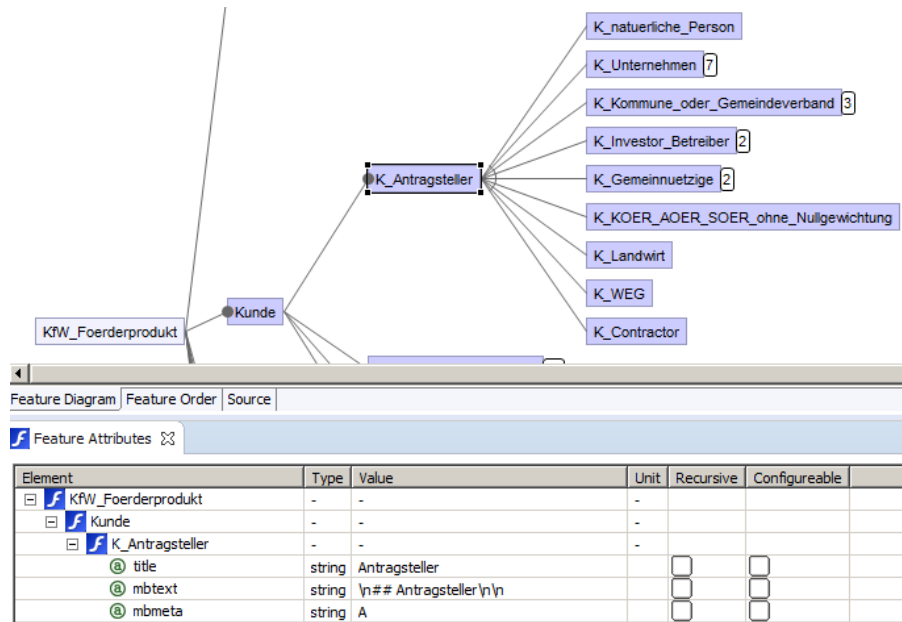 K_natuerliche_Person
K_Unternehmen 7
K_Kommune_oder_Gemeindeverband 3
K_Investor_Betreiber 2
K_Antragsteller
K_Gemeinnuetzige 2
K_KOER_AOER_SOER_ohne_Nullgewichtung
K_Landwirt
K_WEG
Kunde
KfW_Foerderprodukt
K_Contractor
Feature Diagram Feature Order Source
Feature Attributes
Element Type Value Unit Recursive Configureable
KfW_Foerderprodukt - - -
Kunde - - -
K_Antragsteller - - -
title string Antragsteller
mbtext string \n## Antragsteller\n\n
mbmeta string A